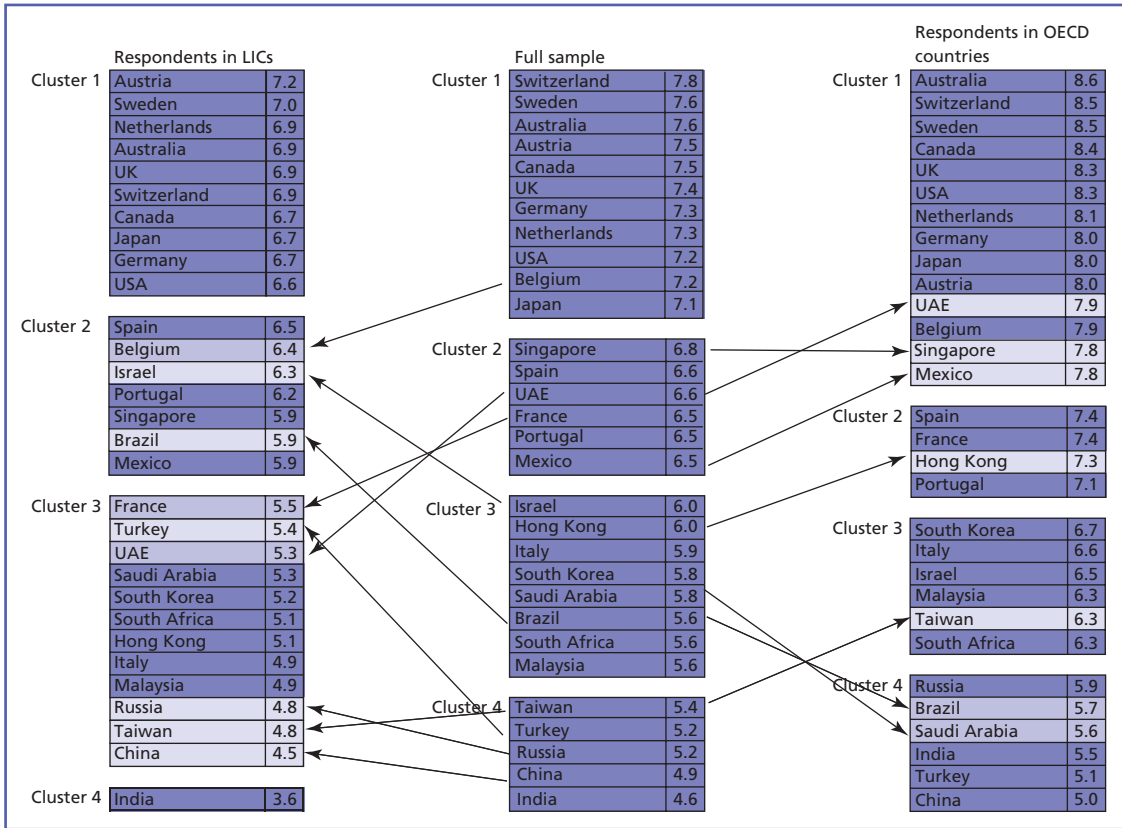 Respondents in LICs
Cluster 1
Austria 7.2
Sweden 7.0
Netherlands 6.9
Australia 6.9
UK 6.9
Switzerland 6.9
Canada 6.7
Japan 6.7
Germany 6.7
USA 6.6
Cluster 2
Spain 6.5
Belgium 6.4
Israel 6.3
Portugal 6.2
Singapore 5.9
Brazil 5.9
Mexico 5.9
Cluster 3
France 5.5
Turkey 5.4
UAE 5.3
Saudi Arabia 5.3
South Korea 5.2
South Africa 5.1
Hong Kong 5.1
Italy 4.9
Malaysia 4.9
Russia 4.8
Taiwan 4.8
China 4.5
Cluster 4
India 3.6
Full sample
Cluster 1
Switzerland 7.8
Sweden 7.6
Australia 7.6
Austria 7.5
Canada 7.5
UK 7.4
Germany 7.3
Netherlands 7.3
USA 7.2
Belgium 7.2
Japan 7.1
Cluster 2
Singapore 6.8
Spain 6.6
UAE 6.6
France 6.5
Portugal 6.5
Mexico 6.5
Cluster 3
Israel 6.0
Hong Kong 6.0
Italy 5.9
South Korea 5.8
Saudi Arabia 5.8
Brazil 5.6
South Africa 5.6
Malaysia 5.6
Cluster 4
Taiwan 5.4
Turkey 5.2
Russia 5.2
China 4.9
India 4.6
Respondents in OECD
countries
Cluster 1
Australia 8.6
Switzerland 8.5
Sweden 8.5
Canada 8.4
UK 8.3
USA 8.3
Netherlands 8.1
Germany 8.0
Japan 8.0
Austria 8.0
UAE 7.9
Belgium 7.9
Singapore 7.8
Mexico 7.8
Cluster 2
Spain 7.4
France 7.4
Hong Kong 7.3
Portugal 7.1
Cluster 3
South Korea 6.7
Italy 6.6
Israel 6.5
Malaysia 6.3
Taiwan 6.3
South Africa 6.3
Cluster 4
Russia 5.9
Brazil 5.7
Saudi Arabia 5.6
India 5.5
Turkey 5.1
China 5.0